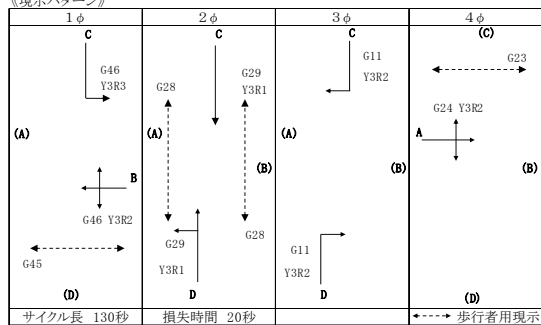 《現示パターン》
1φ 2φ 3φ 4φ
C
G46
Y3R3
(A)
B
G46 Y3R2
G45
(D)
C
G28
G29
Y3R1
(A)
(B)
G29
G28
Y3R1
D
C
G11
Y3R2
(A)
(B)
G11
Y3R2
D
(C)
G23
G24 Y3R2
A
(B)
(D)
サイクル長 130秒 損失時間 20秒 歩行者用現示